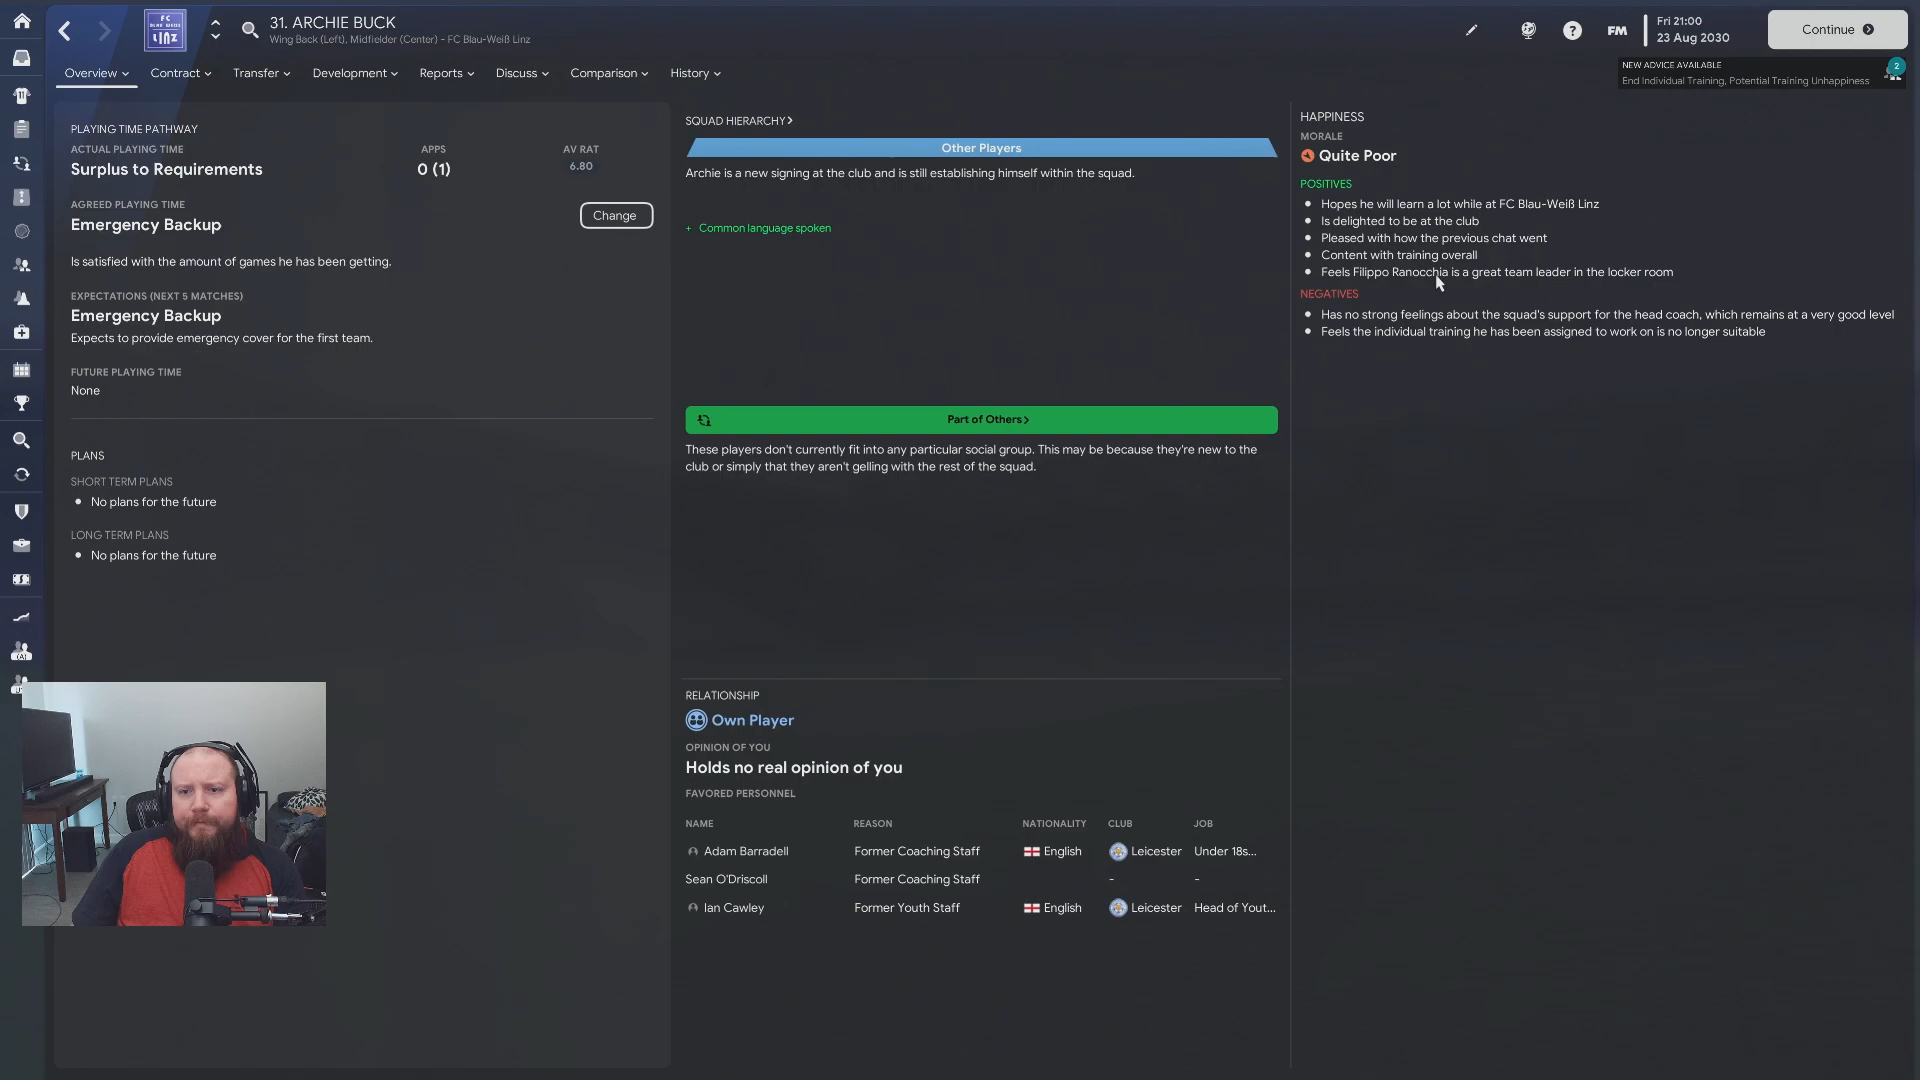 31. ARCHIE BUCK
Wing Back (Left), Midfielder (Center) - FC Blau-Weiß Linz
FC
BLAU WEISS
LINZ
FM
Fri 21:00
23 Aug 2030
Continue
Overview
Contract
Transfer
Development
Reports
Discuss
Comparison
History
NEW ADVICE AVAILABLE
End Individual Training, Potential Training Unhappiness
2
PLAYING TIME PATHWAY
ACTUAL PLAYING TIME
APPS
AV RAT
Surplus to Requirements
0 (1)
6.80
AGREED PLAYING TIME
Emergency Backup
Change
Is satisfied with the amount of games he has been getting.
EXPECTATIONS (NEXT 5 MATCHES)
Emergency Backup
Expects to provide emergency cover for the first team.
FUTURE PLAYING TIME
None
PLANS
SHORT TERM PLANS
No plans for the future
LONG TERM PLANS
No plans for the future
SQUAD HIERARCHY>
Other Players
Archie is a new signing at the club and is still establishing himself within the squad.
+ Common language spoken
Part of Others>
These players don't currently fit into any particular social group. This may be because they're new to the
club or simply that they aren't gelling with the rest of the squad.
RELATIONSHIP
Own Player
OPINION OF YOU
Holds no real opinion of you
FAVORED PERSONNEL
NAME REASON NATIONALITY CLUB JOB
Adam Barradell Former Coaching Staff English Leicester Under 18s...
Sean O'Driscoll Former Coaching Staff - -
Ian Cawley Former Youth Staff English Leicester Head of Yout...
HAPPINESS
MORALE
Quite Poor
POSITIVES
Hopes he will learn a lot while at FC Blau-Weiß Linz
Is delighted to be at the club
Pleased with how the previous chat went
Content with training overall
Feels Filippo Ranocchia is a great team leader in the locker room
NEGATIVES
Has no strong feelings about the squad's support for the head coach, which remains at a very good level
Feels the individual training he has been assigned to work on is no longer suitable